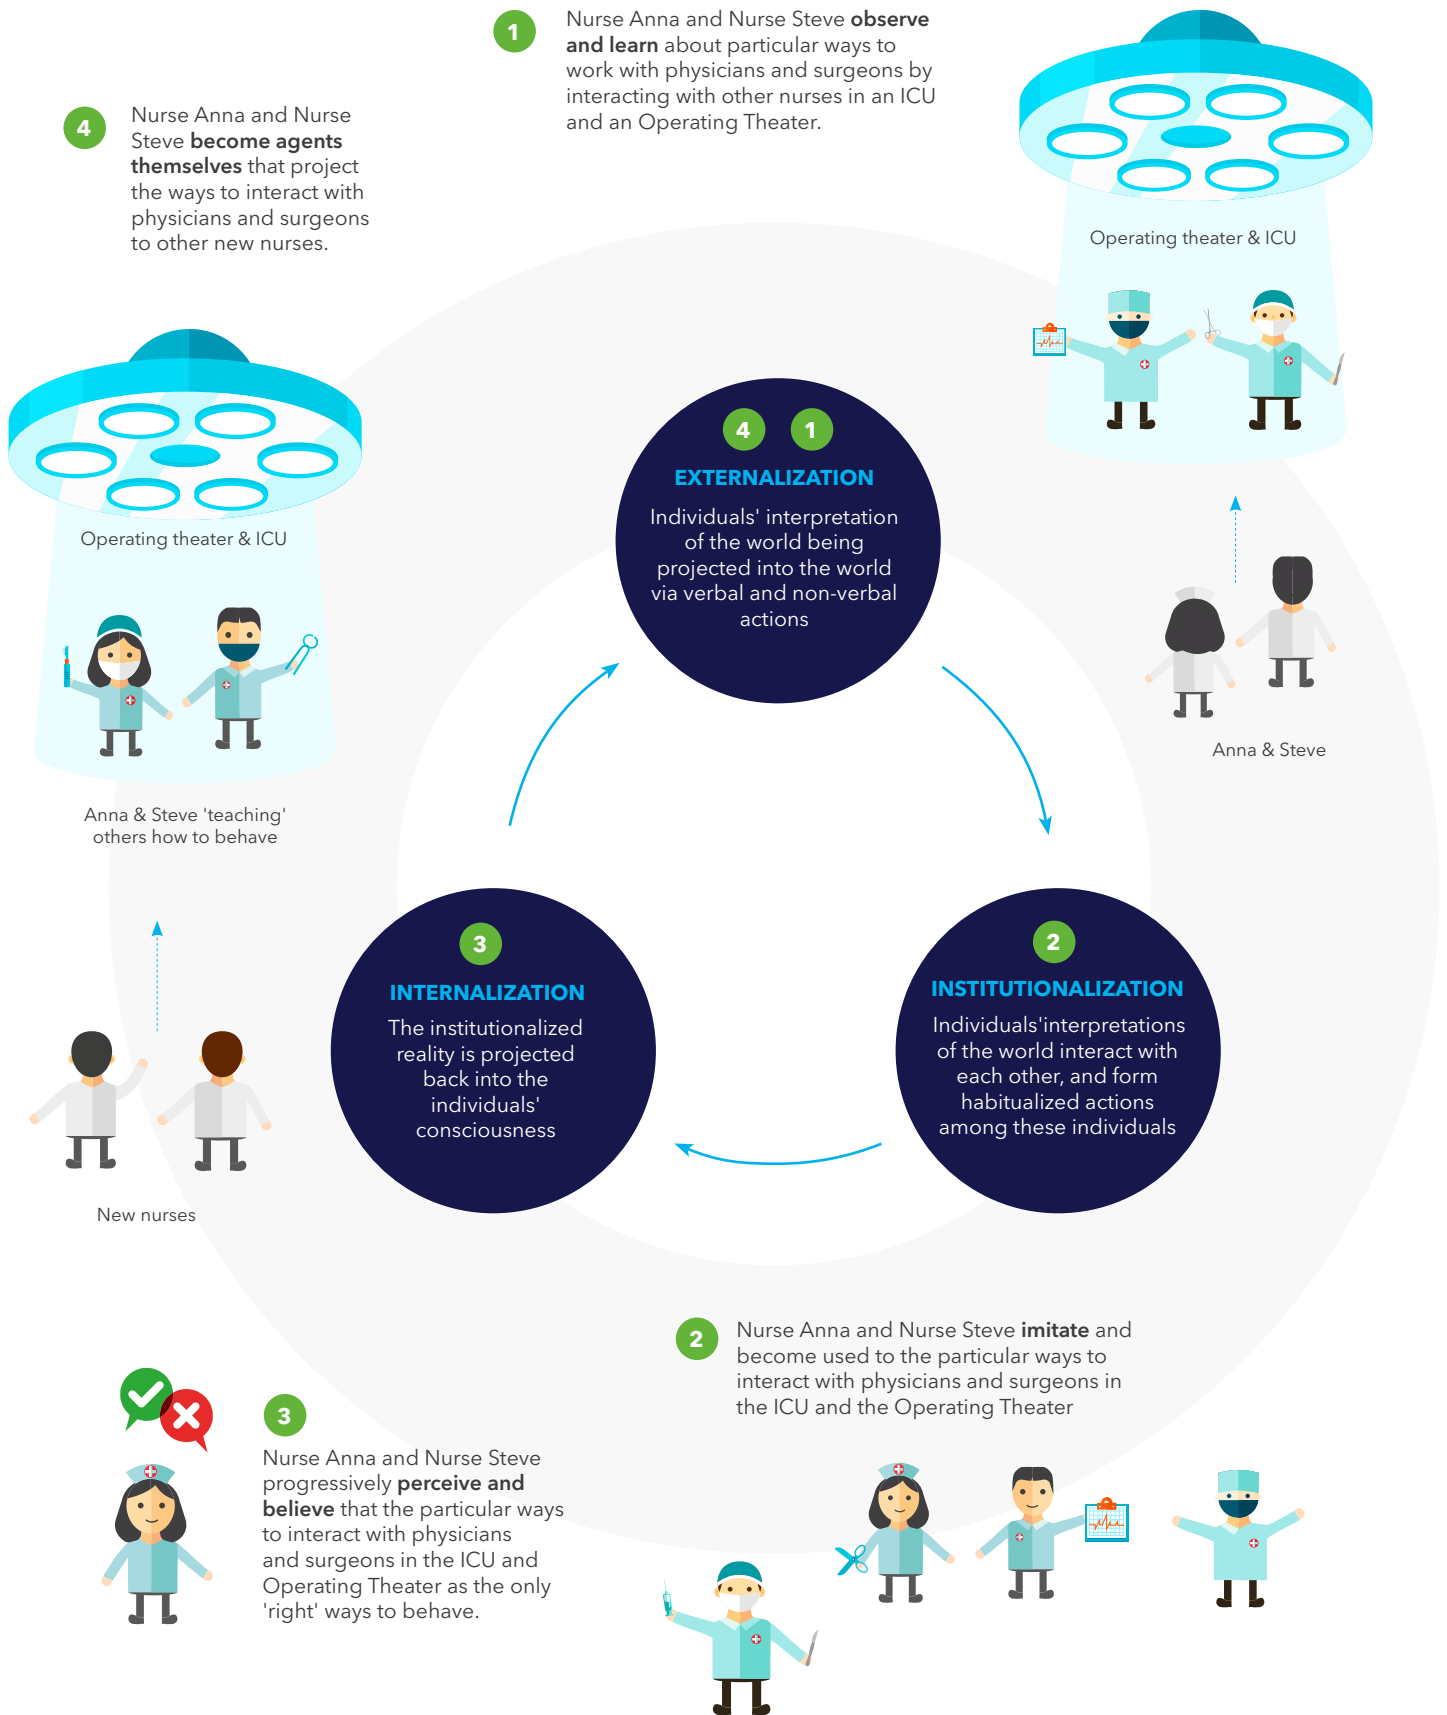 1
Nurse Anna and Nurse Steve observe
and learn about particular ways to
work with physicians and surgeons by
interacting with other nurses in an ICU
and an Operating Theater.
4
Nurse Anna and Nurse
Steve become agents
themselves that project
the ways to interact with
physicians and surgeons
to other new nurses.
Operating theater & ICU
Anna & Steve
Operating theater & ICU
Anna & Steve 'teaching'
others how to behave
New nurses
4 1
EXTERNALIZATION
Individuals' interpretation
of the world being
projected into the world
via verbal and non-verbal
actions
3
INTERNALIZATION
The institutionalized
reality is projected
back into the
individuals'
consciousness
2
INSTITUTIONALIZATION
Individuals'interpretations
of the world interact with
each other, and form
habitualized actions
among these individuals
2
Nurse Anna and Nurse Steve imitate and
become used to the particular ways to
interact with physicians and surgeons in
the ICU and the Operating Theater
3
Nurse Anna and Nurse Steve
progressively perceive and
believe that the particular ways
to interact with physicians
and surgeons in the ICU and
Operating Theater as the only
'right' ways to behave.